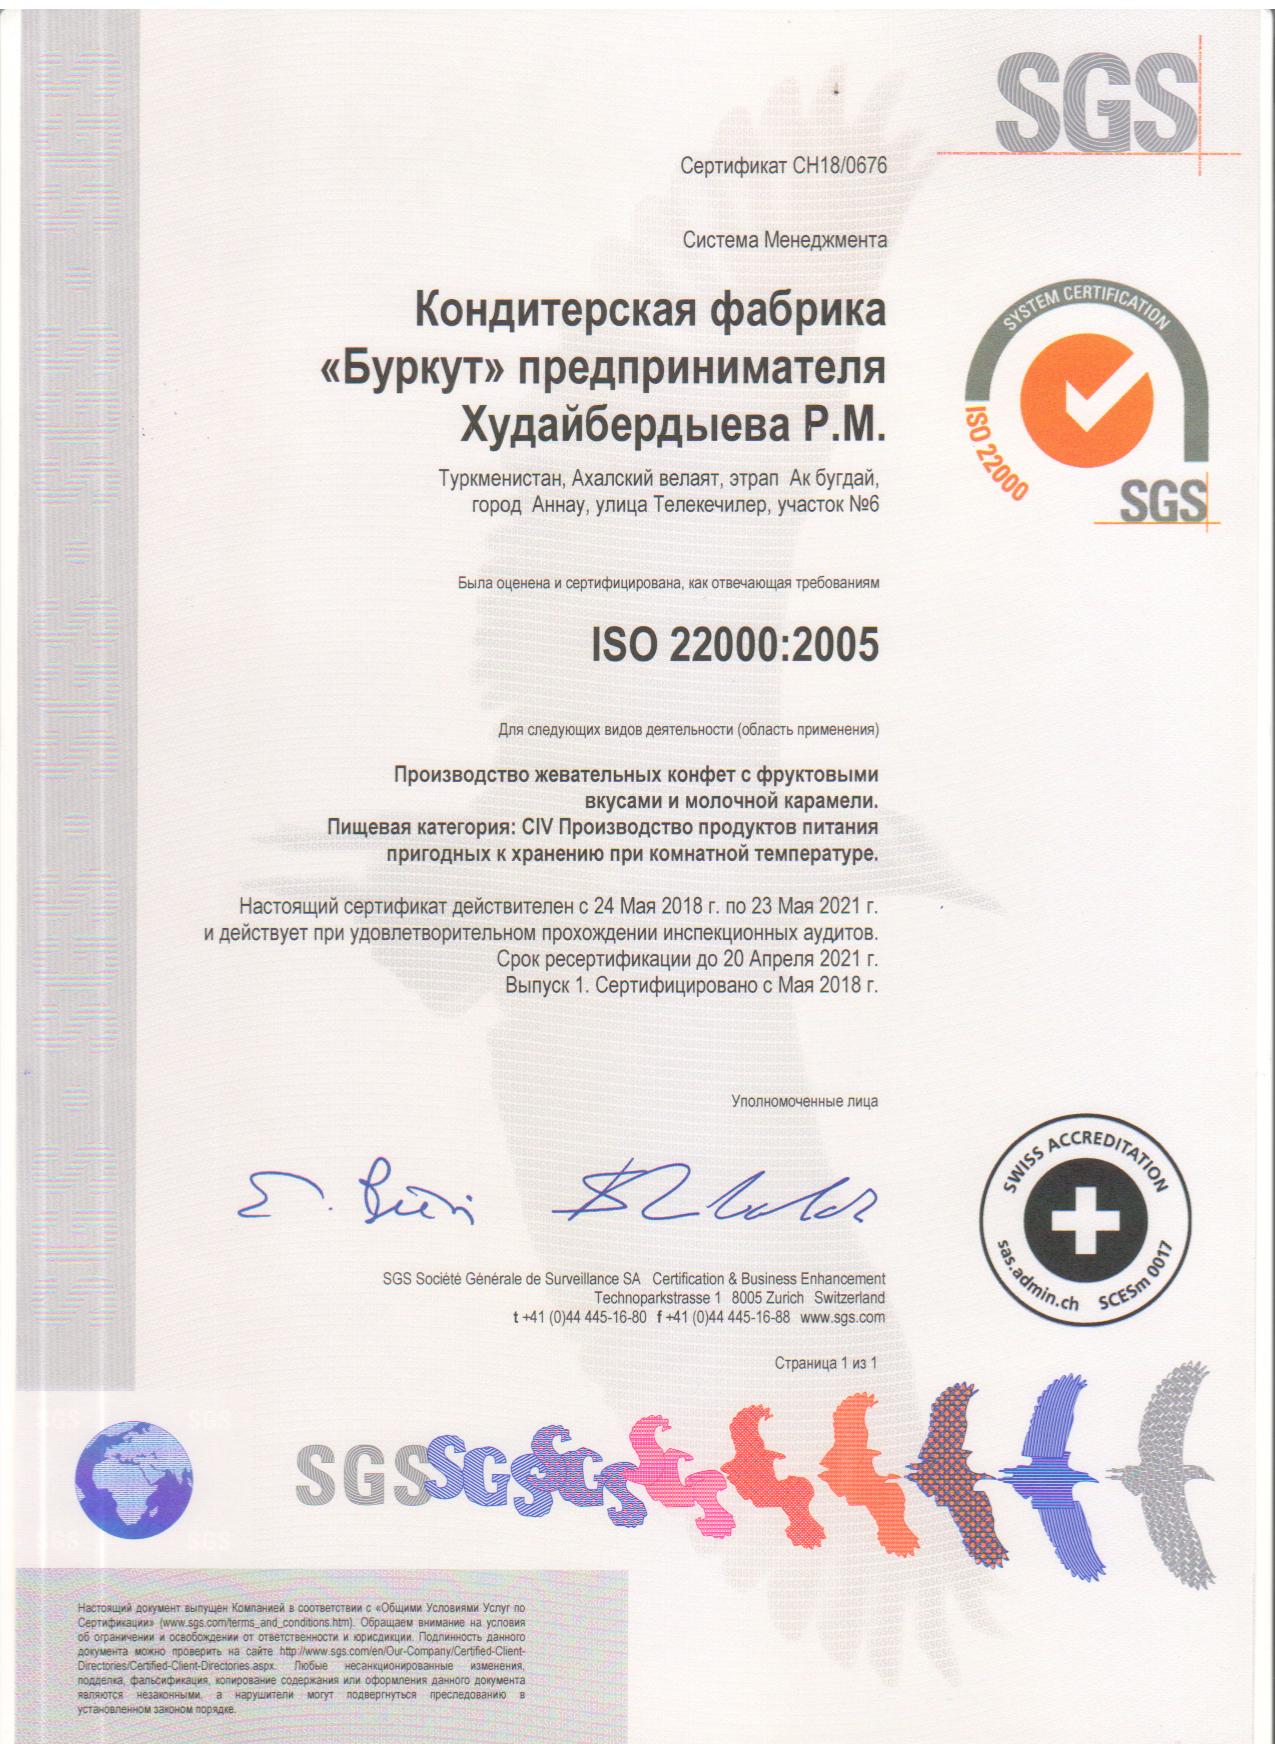 SGS
Сертификат CH18/0676
Система Менеджмента
Кондитерская фабрика
«Буркут» предпринимателя
Худайбердыева Р.М.
Туркменистан, Ахалский велаят, этрап Ак бугдай,
город Аннау, улица Телекечилер, участок №6
SYSTEM CERTIFICATION
ISO 22000
SGS
Была оценена и сертифицирована, как отвечающая требованиям
ISO 22000:2005
Для следующих видов деятельности (область применения)
Производство жевательных конфет с фруктовыми
вкусами и молочной карамели.
Пищевая категория: CIV Производство продуктов питания
пригодных к хранению при комнатной температуре.
Настоящий сертификат действителен с 24 Мая 2018 г. по 23 Мая 2021 г.
и действует при удовлетворительном прохождении инспекционных аудитов.
Срок ресертификации до 20 Апреля 2021 г.
Выпуск 1. Сертифицировано с Мая 2018 г.
Уполномоченные лица
SWISS ACCREDITATION
sas.admin.ch SCESm 0017
SGS Société Générale de Surveillance SA Certification & Business Enhancement
Technoparkstrasse 1 8005 Zurich Switzerland
t +41 (0)44 445-16-80 f +41 (0)44 445-16-88 www.sgs.com
Страница 1 из 1
SGS SGS SGS
Настоящий документ выпущен Компанией в соответствии с «Общими Условиями Услуг по
Сертификации» (www.sgs.com/terms_and_conditions.htm). Обращаем внимание на условия
об ограничении и освобождении от ответственности и юрисдикции. Подлинность данного
документа можно проверить на сайте http://www.sgs.com/en/Our-Company/Certified-Client-
Directories/Certified-Client-Directories.aspx. Любые несанкционированные изменения,
подделка, фальсификация, копирование содержания или оформления данного документа
являются незаконными, а нарушители могут подвергнуться преследованию в
установленном законом порядке.